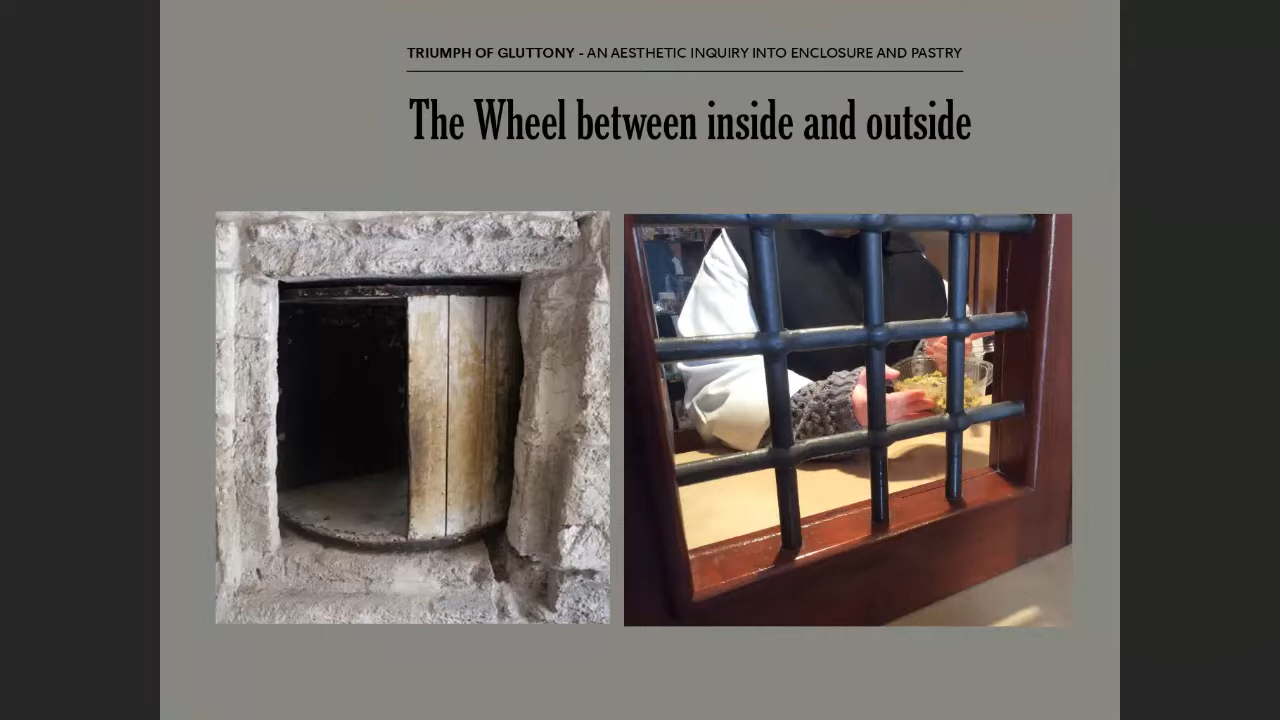 TRIUMPH OF GLUTTONY - AN AESTHETIC INQUIRY INTO ENCLOSURE AND PASTRY
The Wheel between inside and outside